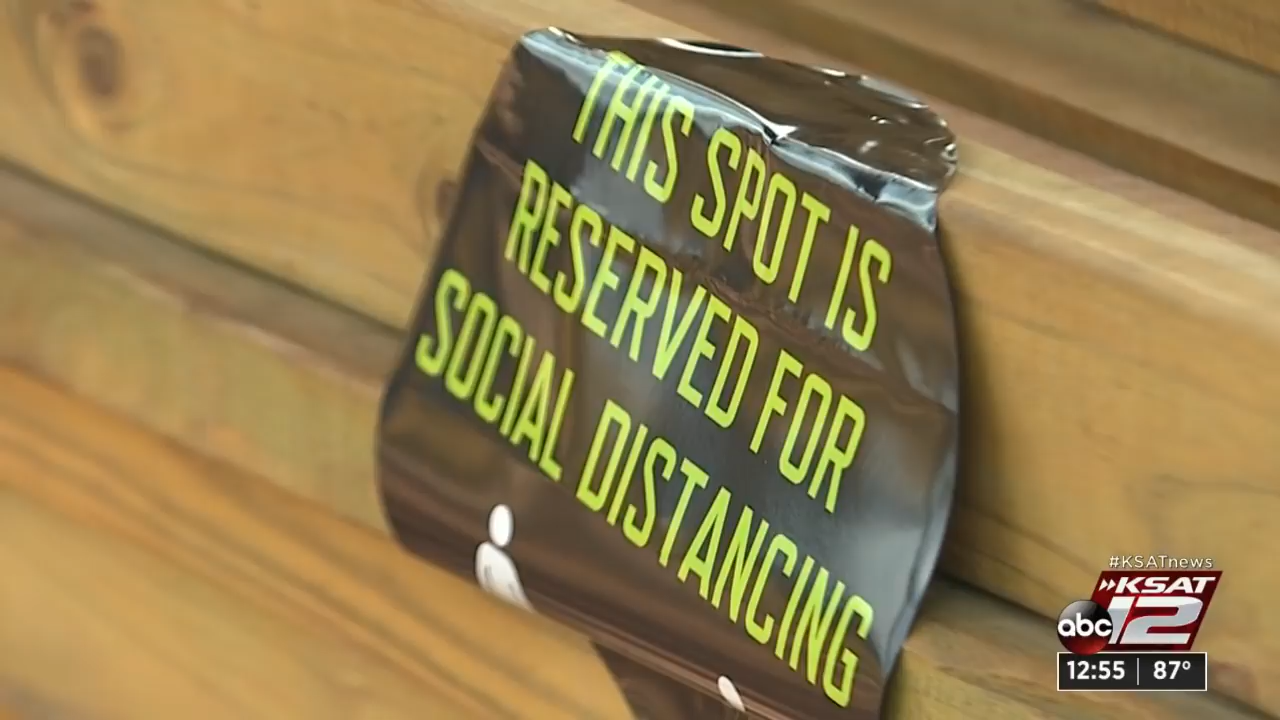 THIS SPOT IS
RESERVED FOR
SOCIAL DISTANCING
#KSATnews
KSAT
abc 12
12:55 | 87°